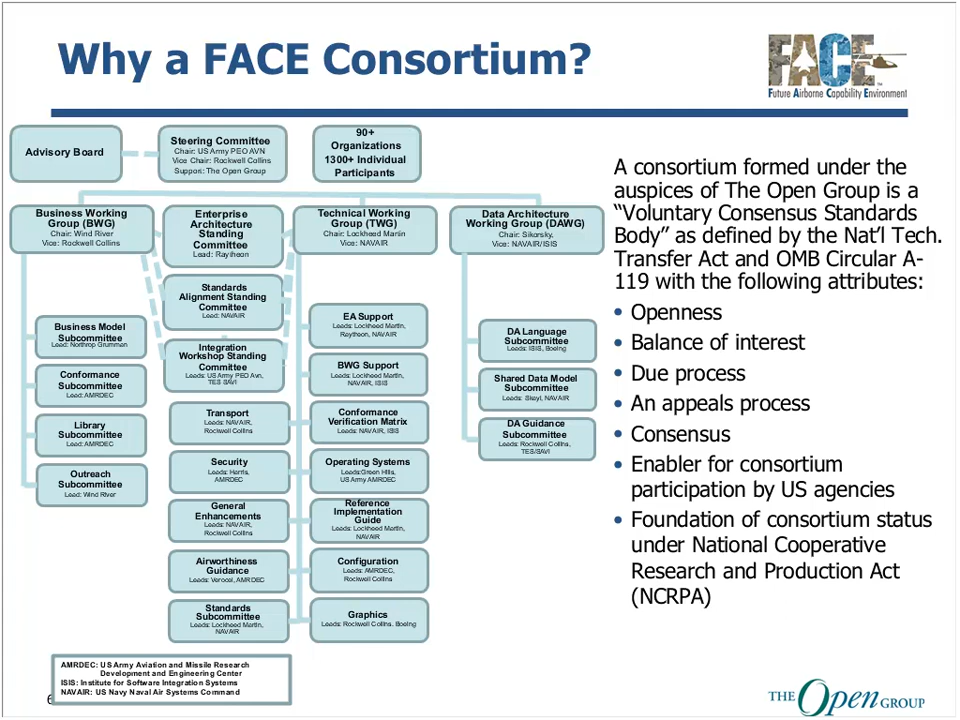 Why a FACE Consortium?
FACE
Future Airborne Capability Environment
Advisory Board
Steering Committee
Chair: US Army PEO AVN
Vice Chair: Rockwell Collins
Support: The Open Group
90+
Organizations
1300+ Individual
Participants
Business Working
Group (BWG)
Chair: Wind River
Vice: Rockwell Collins
Enterprise
Architecture
Standing
Committee
Lead: Raytheon
Technical Working
Group (TWG)
Chair: Lockheed Martin
Vice: NAVAIR
Data Architecture
Working Group (DAWG)
Chair: Sikorsky,
Vice: NAVAIR/ISIS
Standards
Alignment Standing
Committee
Lead: NAVAIR
Integration
Workshop Standing
Committee
Leads: US Army PEO Avn,
TES SAVI
Business Model
Subcommittee
Lead: Northrop Grumman
Conformance
Subcommittee
Lead: AMRDEC
Library
Subcommittee
Lead: AMRDEC
Outreach
Subcommittee
Lead: Wind River
Transport
Leads: NAVAIR,
Rockwell Collins
Security
Leads: Harris,
AMRDEC
General
Enhancements
Leads: NAVAIR,
Rockwell Collins
Airworthiness
Guidance
Leads: Verocel, AMRDEC
Standards
Subcommittee
Leads: Lockheed Martin,
NAVAIR
EA Support
Leads: Lockheed Martin,
Raytheon, NAVAIR
BWG Support
Leads: Lockheed Martin,
NAVAIR, ISIS
Conformance
Verification Matrix
Leads: NAVAIR, ISIS
Operating Systems
Leads:Green Hills,
US Army AMRDEC
Reference
Implementation
Guide
Leads: Lockheed Martin,
NAVAIR
Configuration
Leads: AMRDEC,
Rockwell Collins
Graphics
Leads: Rockwell Collins. Boeing
DA Language
Subcommittee
Leads: ISIS, Boeing
Shared Data Model
Subcommittee
Leads: Skayl, NAVAIR
DA Guidance
Subcommittee
Leads: Rockwell Collins,
TES/SAVI
A consortium formed under the
auspices of The Open Group is a
“Voluntary Consensus Standards
Body” as defined by the Nat’l Tech.
Transfer Act and OMB Circular A-
119 with the following attributes:
• Openness
• Balance of interest
• Due process
• An appeals process
• Consensus
• Enabler for consortium
participation by US agencies
• Foundation of consortium status
under National Cooperative
Research and Production Act
(NCRPA)
AMRDEC: US Army Aviation and Missile Research
Development and Engineering Center
ISIS: Institute for Software Integration Systems
NAVAIR: US Navy Naval Air Systems Command
THE Open GROUP